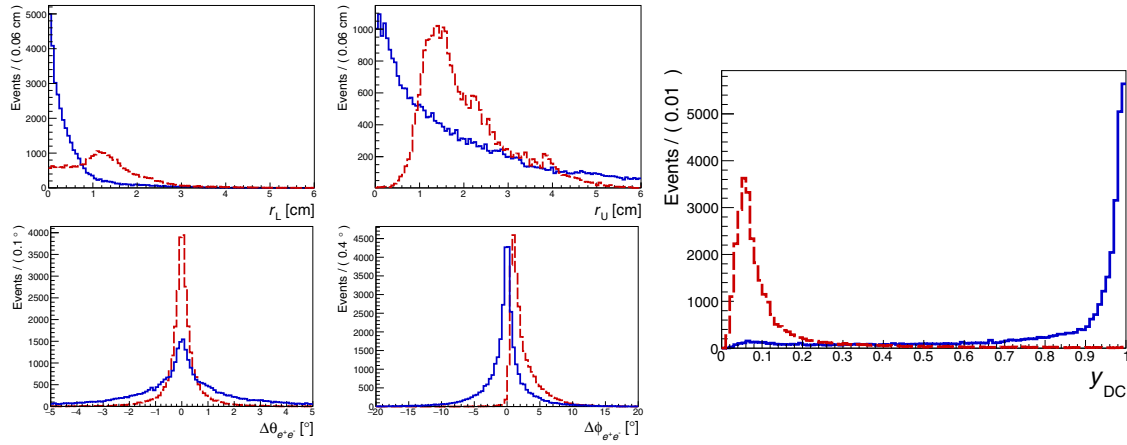 Events / ( 0.06 cm)
5000
4000
3000
2000
1000
0
0 1 2 3 4 5 6
r_L [cm]
Events / ( 0.06 cm)
1000
800
600
400
200
0 1 2 3 4 5 6
r_U [cm]
Events / ( 0.1 °)
4000
3500
3000
2500
2000
1500
1000
500
0
−5 −4 −3 −2 −1 0 1 2 3 4 5
Δθ_e⁺e⁻ [°]
Events / ( 0.4 °)
4500
4000
3500
3000
2500
2000
1500
1000
500
0
−20 −15 −10 −5 0 5 10 15 20
Δϕ_e⁺e⁻ [°]
Events / ( 0.01 )
5000
4000
3000
2000
1000
0
0 0.1 0.2 0.3 0.4 0.5 0.6 0.7 0.8 0.9 1
y_DC